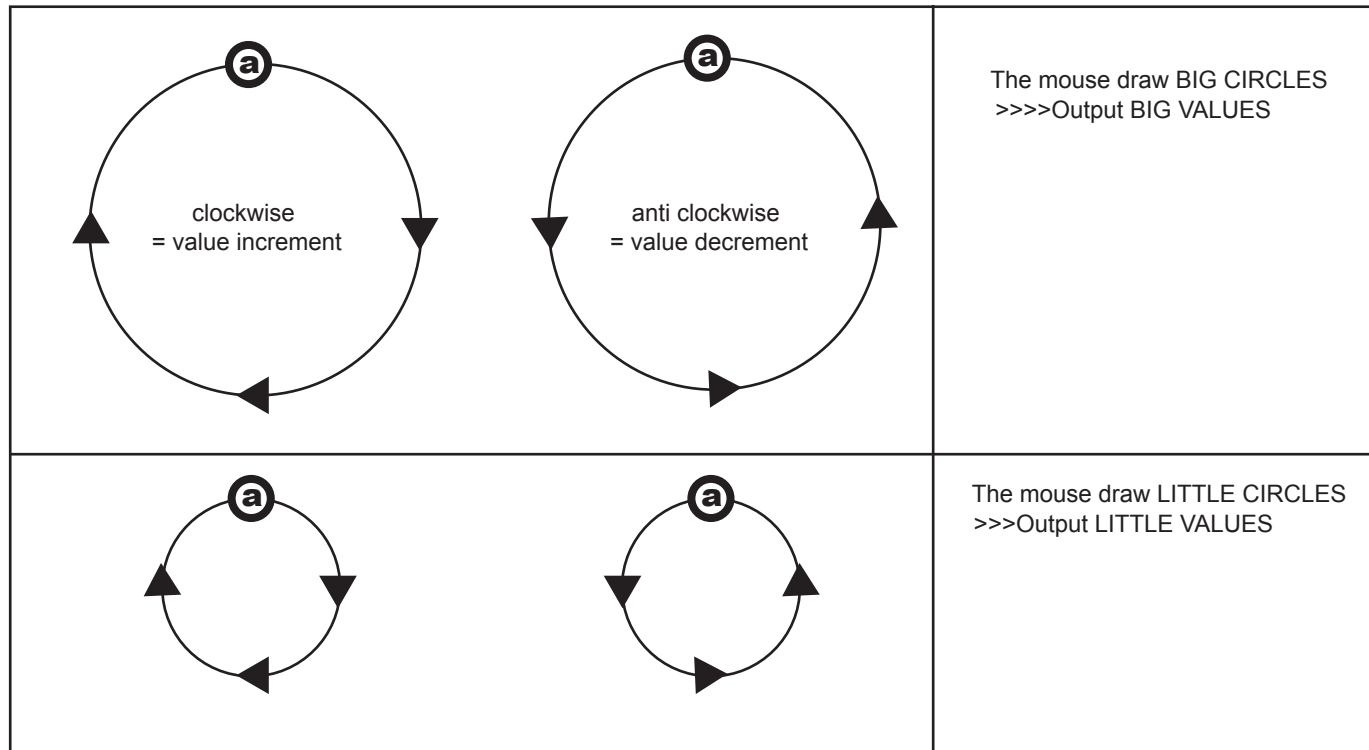 a
a
The mouse draw BIG CIRCLES
>>>>Output BIG VALUES
clockwise
= value increment
anti clockwise
= value decrement
a
a
The mouse draw LITTLE CIRCLES
>>>Output LITTLE VALUES